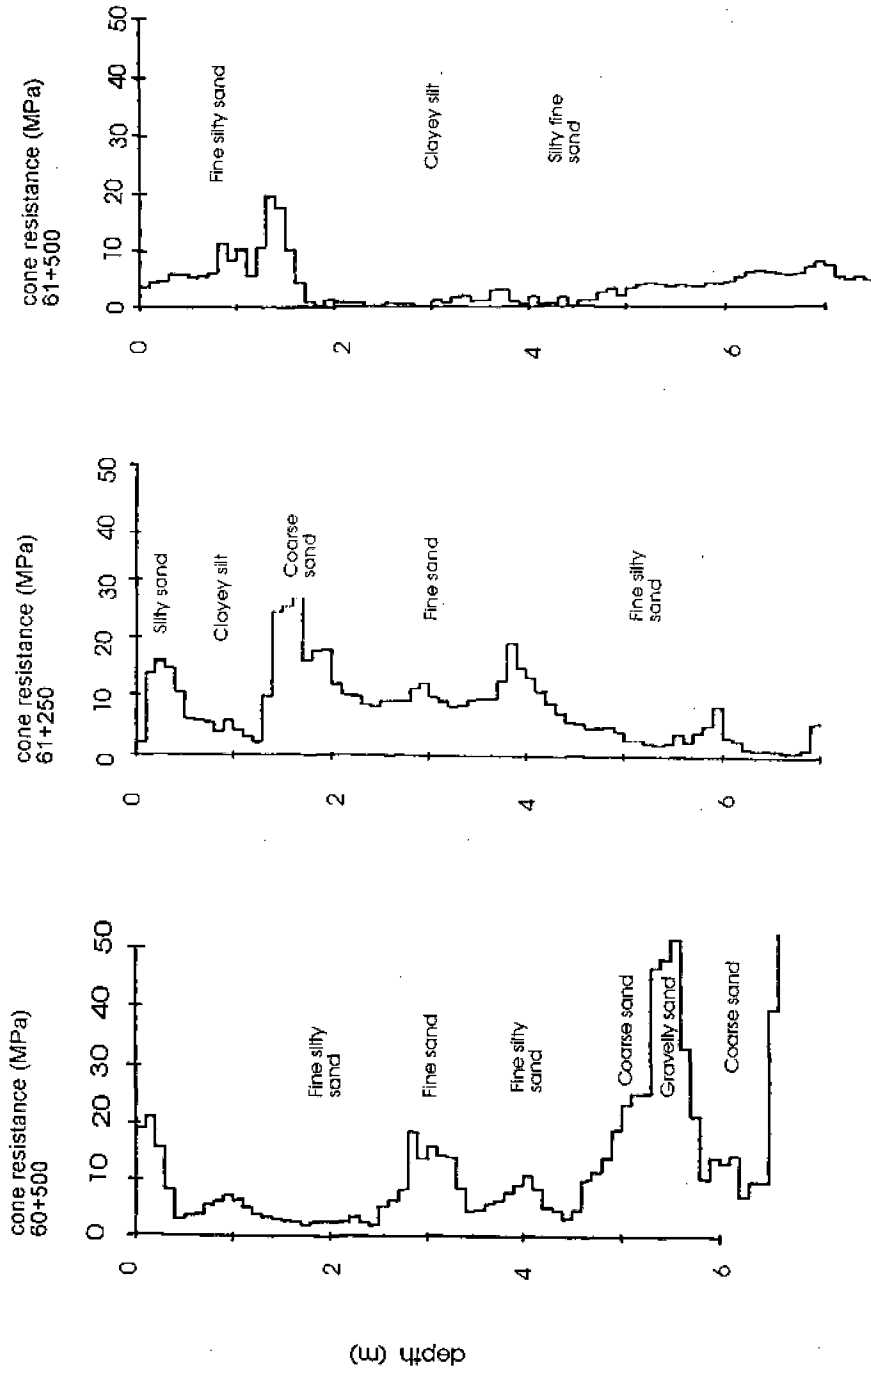 cone resistance (MPa)
60+500
0
10
20
30
40
50
depth (m)
0
2
4
6
Fine silty
sand
Fine sand
Fine silty
sand
Coarse sand
Gravelly sand
Coarse sand
cone resistance (MPa)
61+250
0
10
20
30
40
50
0
2
4
6
Silty sand
Clayey silt
Coarse
sand
Fine sand
Fine silty
sand
cone resistance (MPa)
61+500
0
10
20
30
40
50
0
2
4
6
Fine silty sand
Clayey silt
Silty fine
sand